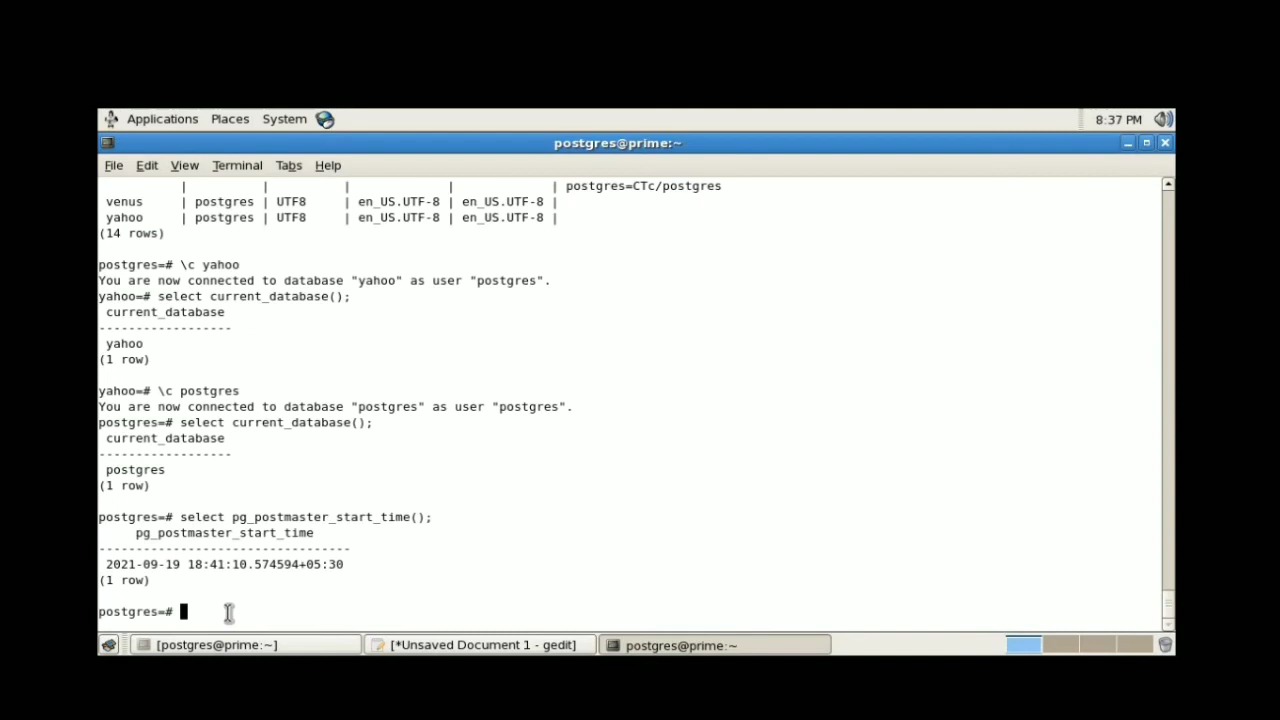 Applications Places System 8:37 PM
postgres@prime:~
File Edit View Terminal Tabs Help
| | | | | postgres=CTc/postgres
venus | postgres | UTF8 | en_US.UTF-8 | en_US.UTF-8 |
yahoo | postgres | UTF8 | en_US.UTF-8 | en_US.UTF-8 |
(14 rows)
postgres=# \c yahoo
You are now connected to database "yahoo" as user "postgres".
yahoo=# select current_database();
current_database
------------------
yahoo
(1 row)
yahoo=# \c postgres
You are now connected to database "postgres" as user "postgres".
postgres=# select current_database();
current_database
------------------
postgres
(1 row)
postgres=# select pg_postmaster_start_time();
pg_postmaster_start_time
----------------------------------
2021-09-19 18:41:10.574594+05:30
(1 row)
postgres=#
[postgres@prime:~] [*Unsaved Document 1 - gedit] postgres@prime:~